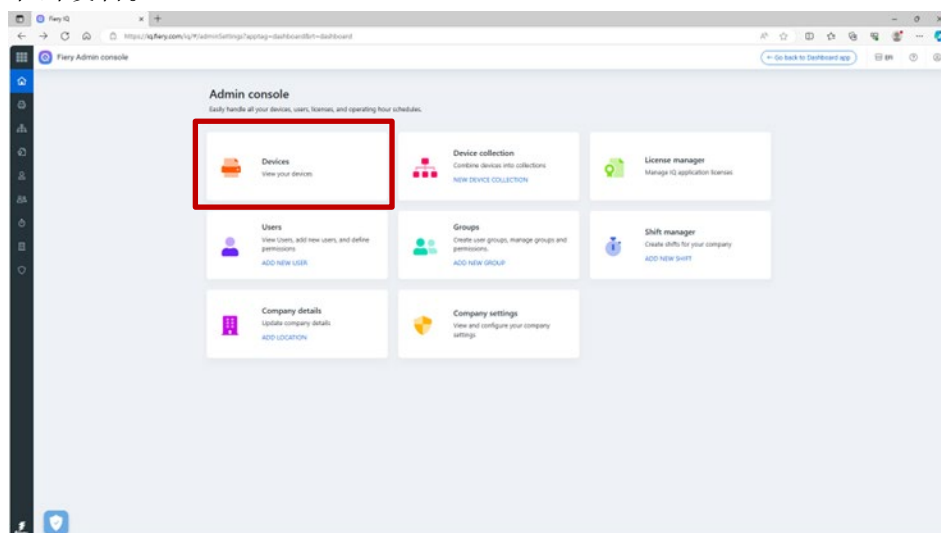 Fiery IQ
https://iq.fiery.com/iq/#/adminSettings?apptag=dashboard&rt=dashboard
Fiery Admin console
Go back to Dashboard app
EN
Admin console
Easily handle all your devices, users, licenses, and operating hour schedules.
Devices
View your devices
Device collection
Combine devices into collections
NEW DEVICE COLLECTION
License manager
Manage IQ application licenses
Users
View Users, add new users, and define
permissions
ADD NEW USER
Groups
Create user groups, manage groups and
permissions.
ADD NEW GROUP
Shift manager
Create shifts for your company
ADD NEW SHIFT
Company details
Update company details
ADD LOCATION
Company settings
View and configure your company
settings